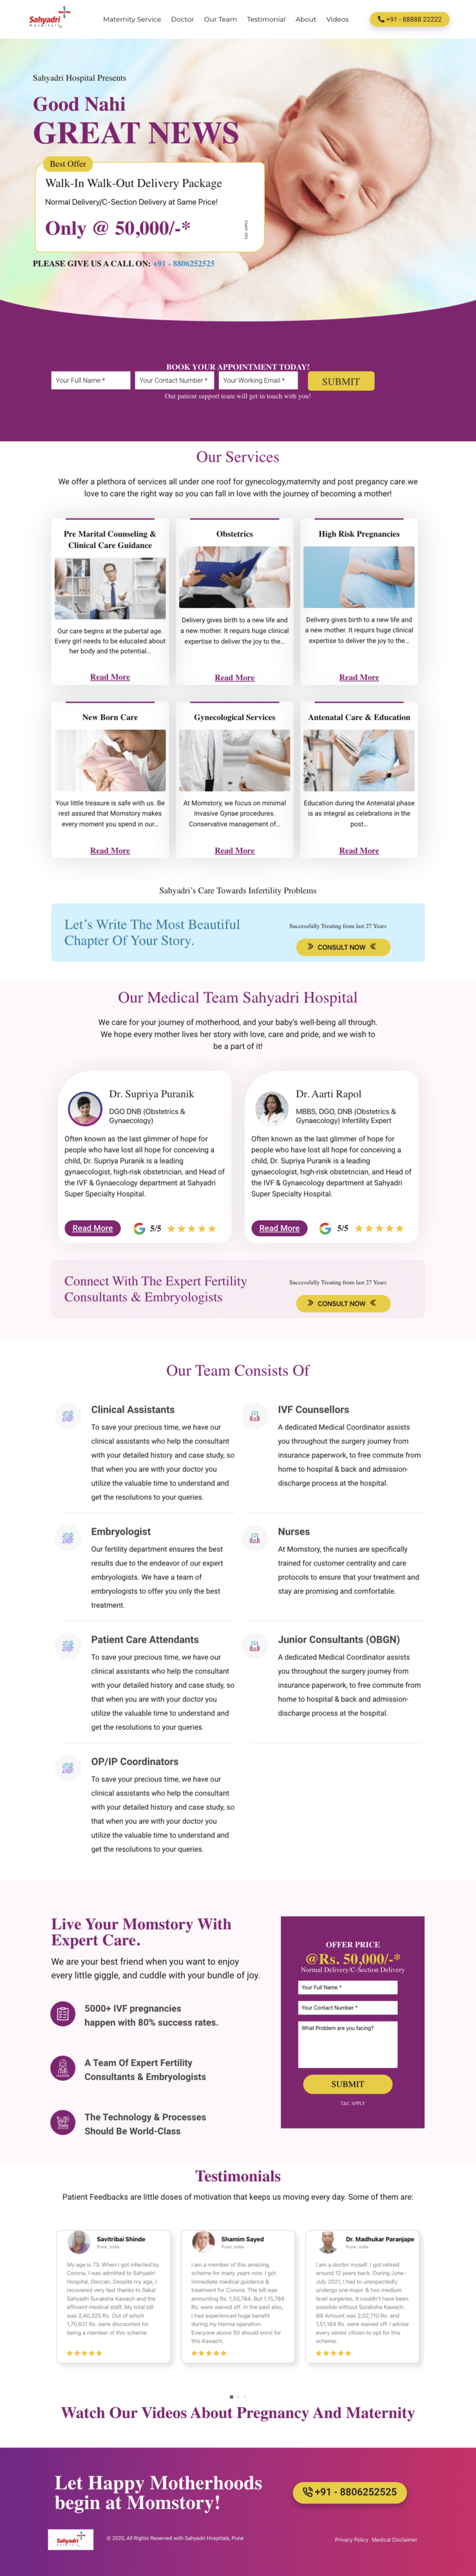 Sahyadri
Hospitals
Maternity Service Doctor Our Team Testimonial About Videos
+91 - 88888 22222
Sahyadri Hospital Presents
Good Nahi
GREAT NEWS
Best Offer
Walk-In Walk-Out Delivery Package
Normal Delivery/C-Section Delivery at Same Price!
Only @ 50,000/-*
T&C APPLY
PLEASE GIVE US A CALL ON: +91 - 8806252525
BOOK YOUR APPOINTMENT TODAY!
Your Full Name *
Your Contact Number *
Your Working Email *
SUBMIT
Our patient support team will get in touch with you!
Our Services
We offer a plethora of services all under one roof for gynecology,maternity and post pregancy care.we
love to care the right way so you can fall in love with the journey of becoming a mother!
Pre Marital Counseling &
Clinical Care Guidance
Our care begins at the pubertal age.
Every girl needs to be educated about
her body and the potential...
Read More
Obstetrics
Delivery gives birth to a new life and
a new mother. It requirs huge clinical
expertise to deliver the joy to the...
Read More
High Risk Pregnancies
Delivery gives birth to a new life and
a new mother. It requirs huge clinical
expertise to deliver the joy to the...
Read More
New Born Care
Your little treasure is safe with us. Be
rest assured that Momstory makes
every moment you spend in our...
Read More
Gynecological Services
At Momstory, we focus on minimal
Invasive Gynae procedures.
Conservative management of...
Read More
Antenatal Care & Education
Education during the Antenatal phase
is as integral as celebrations in the
post...
Read More
Sahyadri's Care Towards Infertility Problems
Let's Write The Most Beautiful
Chapter Of Your Story.
Successfully Treating from last 27 Years
CONSULT NOW
Our Medical Team Sahyadri Hospital
We care for your journey of motherhood, and your baby's well-being all through.
We hope every mother lives her story with love, care and pride, and we wish to
be a part of it!
Dr. Supriya Puranik
DGO DNB (Obstetrics &
Gynaecology)
Often known as the last glimmer of hope for
people who have lost all hope for conceiving a
child, Dr. Supriya Puranik is a leading
gynaecologist, high-risk obstetrician, and Head of
the IVF & Gynaecology department at Sahyadri
Super Specialty Hospital.
Read More
5/5
Dr. Aarti Rapol
MBBS, DGO, DNB (Obstetrics &
Gynaecology) Infertility Expert
Often known as the last glimmer of hope for
people who have lost all hope for conceiving a
child, Dr. Supriya Puranik is a leading
gynaecologist, high-risk obstetrician, and Head of
the IVF & Gynaecology department at Sahyadri
Super Specialty Hospital.
Read More
5/5
Connect With The Expert Fertility
Consultants & Embryologists
Successfully Treating from last 27 Years
CONSULT NOW
Our Team Consists Of
Clinical Assistants
To save your precious time, we have our
clinical assistants who help the consultant
with your detailed history and case study, so
that when you are with your doctor you
utilize the valuable time to understand and
get the resolutions to your queries.
IVF Counsellors
A dedicated Medical Coordinator assists
you throughout the surgery journey from
insurance paperwork, to free commute from
home to hospital & back and admission-
discharge process at the hospital.
Embryologist
Our fertility department ensures the best
results due to the endeavor of our expert
embryologists. We have a team of
embryologists to offer you only the best
treatment.
Nurses
At Momstory, the nurses are specifically
trained for customer centrality and care
protocols to ensure that your treatment and
stay are promising and comfortable.
Patient Care Attendants
To save your precious time, we have our
clinical assistants who help the consultant
with your detailed history and case study, so
that when you are with your doctor you
utilize the valuable time to understand and
get the resolutions to your queries.
Junior Consultants (OBGN)
A dedicated Medical Coordinator assists
you throughout the surgery journey from
insurance paperwork, to free commute from
home to hospital & back and admission-
discharge process at the hospital.
OP/IP Coordinators
To save your precious time, we have our
clinical assistants who help the consultant
with your detailed history and case study, so
that when you are with your doctor you
utilize the valuable time to understand and
get the resolutions to your queries.
Live Your Momstory With
Expert Care.
We are your best friend when you want to enjoy
every little giggle, and cuddle with your bundle of joy.
5000+ IVF pregnancies
happen with 80% success rates.
A Team Of Expert Fertility
Consultants & Embryologists
The Technology & Processes
Should Be World-Class
OFFER PRICE
@Rs. 50,000/-*
Normal Delivery/C-Section Delivery
Your Full Name *
Your Contact Number *
What Problem are you facing?
SUBMIT
T&C APPLY
Testimonials
Patient Feedbacks are little doses of motivation that keeps us moving every day. Some of them are:
Savitribai Shinde
Pune, India
My age is 73. When I got infected by
Corona, I was admitted to Sahyadri
Hospital, Deccan. Despite my age, I
recovered very fast thanks to Sakal
Sahyadri Suraksha Kawach and the
efficient medical staff. My total bill
was 2,40,325 Rs. Out of which
1,70,631 Rs. were discounted for
being a member of this scheme
Shamim Sayed
Pune, India
I am a member of this amazing
scheme for many years now. I got
immediate medical guidance &
treatment for Corona. The bill was
amounting Rs. 1,50,784. But 1,15,784
Rs. were waived off. In the past also,
I had experienced huge benefit
during my Hernia operation.
Everyone above 50 should enrol for
this Kawach.
Dr. Madhukar Paranjape
Pune, India
I am a doctor myself. I got retired
around 12 years back. During June-
July 2021, I had to unexpectedly
undergo one major & two medium
level surgeries. It couldn't have been
possible without Suraksha Kawach.
Bill Amount was 2,02,710 Rs. and
1,51,164 Rs. were waived off. I advise
every senior citizen to opt for this
scheme.
Watch Our Videos About Pregnancy And Maternity
Let Happy Motherhoods
begin at Momstory!
+91 - 8806252525
Sahyadri
Hospitals
© 2020, All Rights Reserved with Sahyadri Hospitals, Pune
Privacy Policy Medical Disclaimer